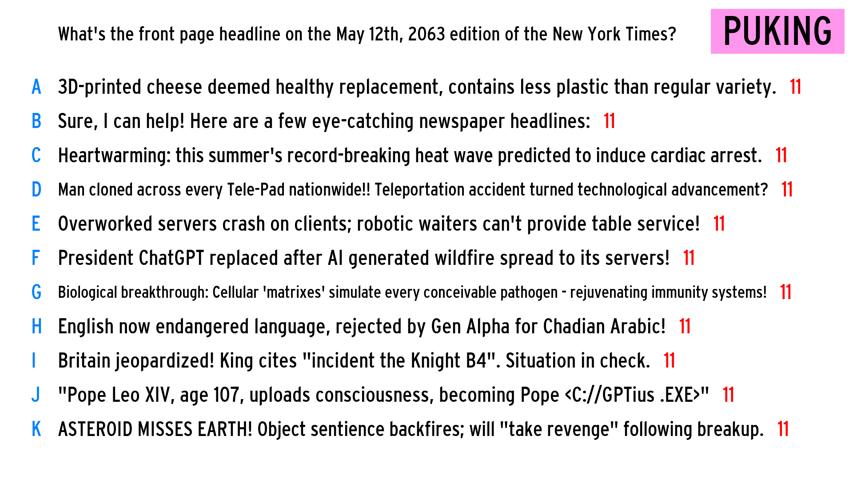 What's the front page headline on the May 12th, 2063 edition of the New York Times? PUKING
A 3D-printed cheese deemed healthy replacement, contains less plastic than regular variety. 11
B Sure, I can help! Here are a few eye-catching newspaper headlines: 11
C Heartwarming: this summer's record-breaking heat wave predicted to induce cardiac arrest. 11
D Man cloned across every Tele-Pad nationwide!! Teleportation accident turned technological advancement? 11
E Overworked servers crash on clients; robotic waiters can't provide table service! 11
F President ChatGPT replaced after AI generated wildfire spread to its servers! 11
G Biological breakthrough: Cellular 'matrixes' simulate every conceivable pathogen - rejuvenating immunity systems! 11
H English now endangered language, rejected by Gen Alpha for Chadian Arabic! 11
I Britain jeopardized! King cites "incident the Knight B4". Situation in check. 11
J "Pope Leo XIV, age 107, uploads consciousness, becoming Pope <C://GPTius .EXE>" 11
K ASTEROID MISSES EARTH! Object sentience backfires; will "take revenge" following breakup. 11